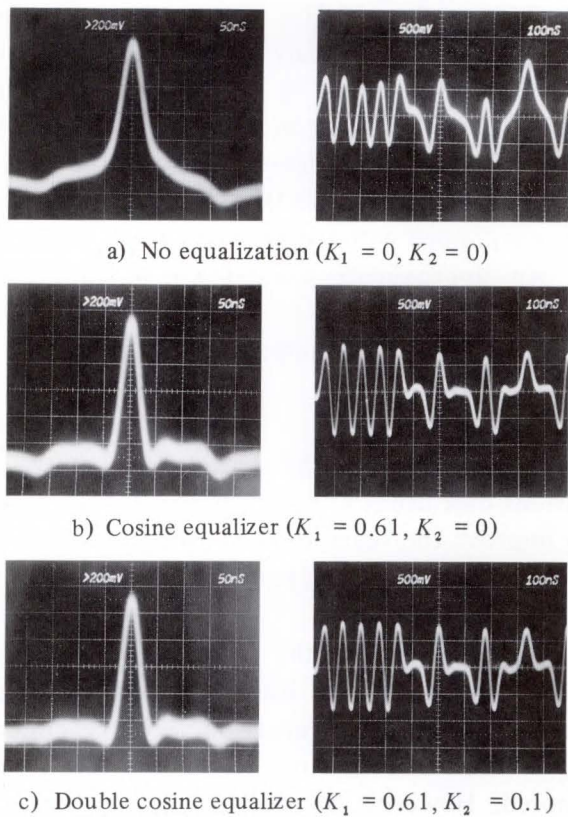 >200mV 50nS 500mV 100nS
a) No equalization (K₁ = 0, K₂ = 0)
>200mV 50nS 500mV 100nS
b) Cosine equalizer (K₁ = 0.61, K₂ = 0)
>200mV 50nS 500mV 100nS
c) Double cosine equalizer (K₁ = 0.61, K₂ = 0.1)